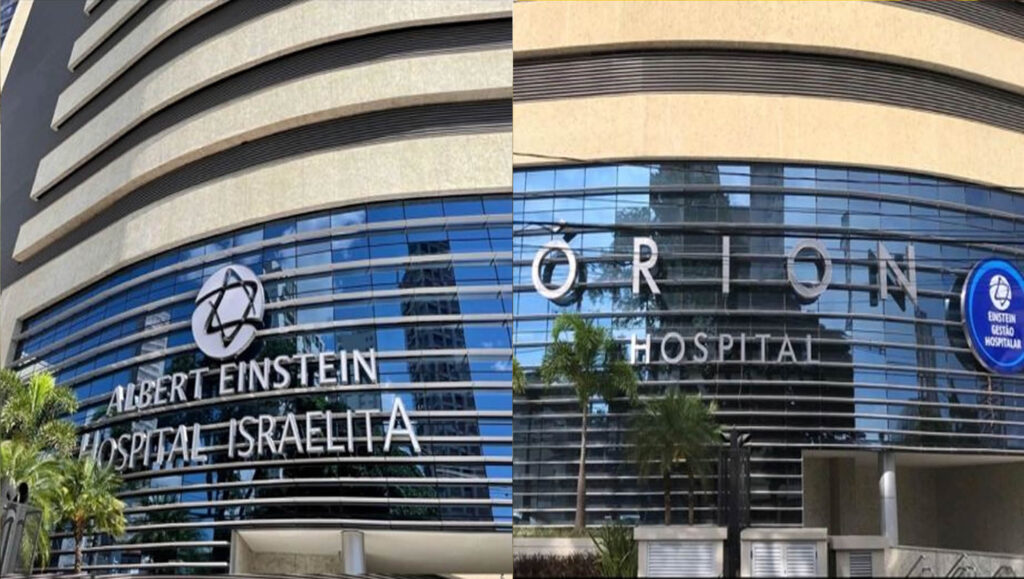 ALBERT EINSTEIN
HOSPITAL ISRAELITA
ÓRION
HOSPITAL
EINSTEIN
GESTÃO
HOSPITALAR